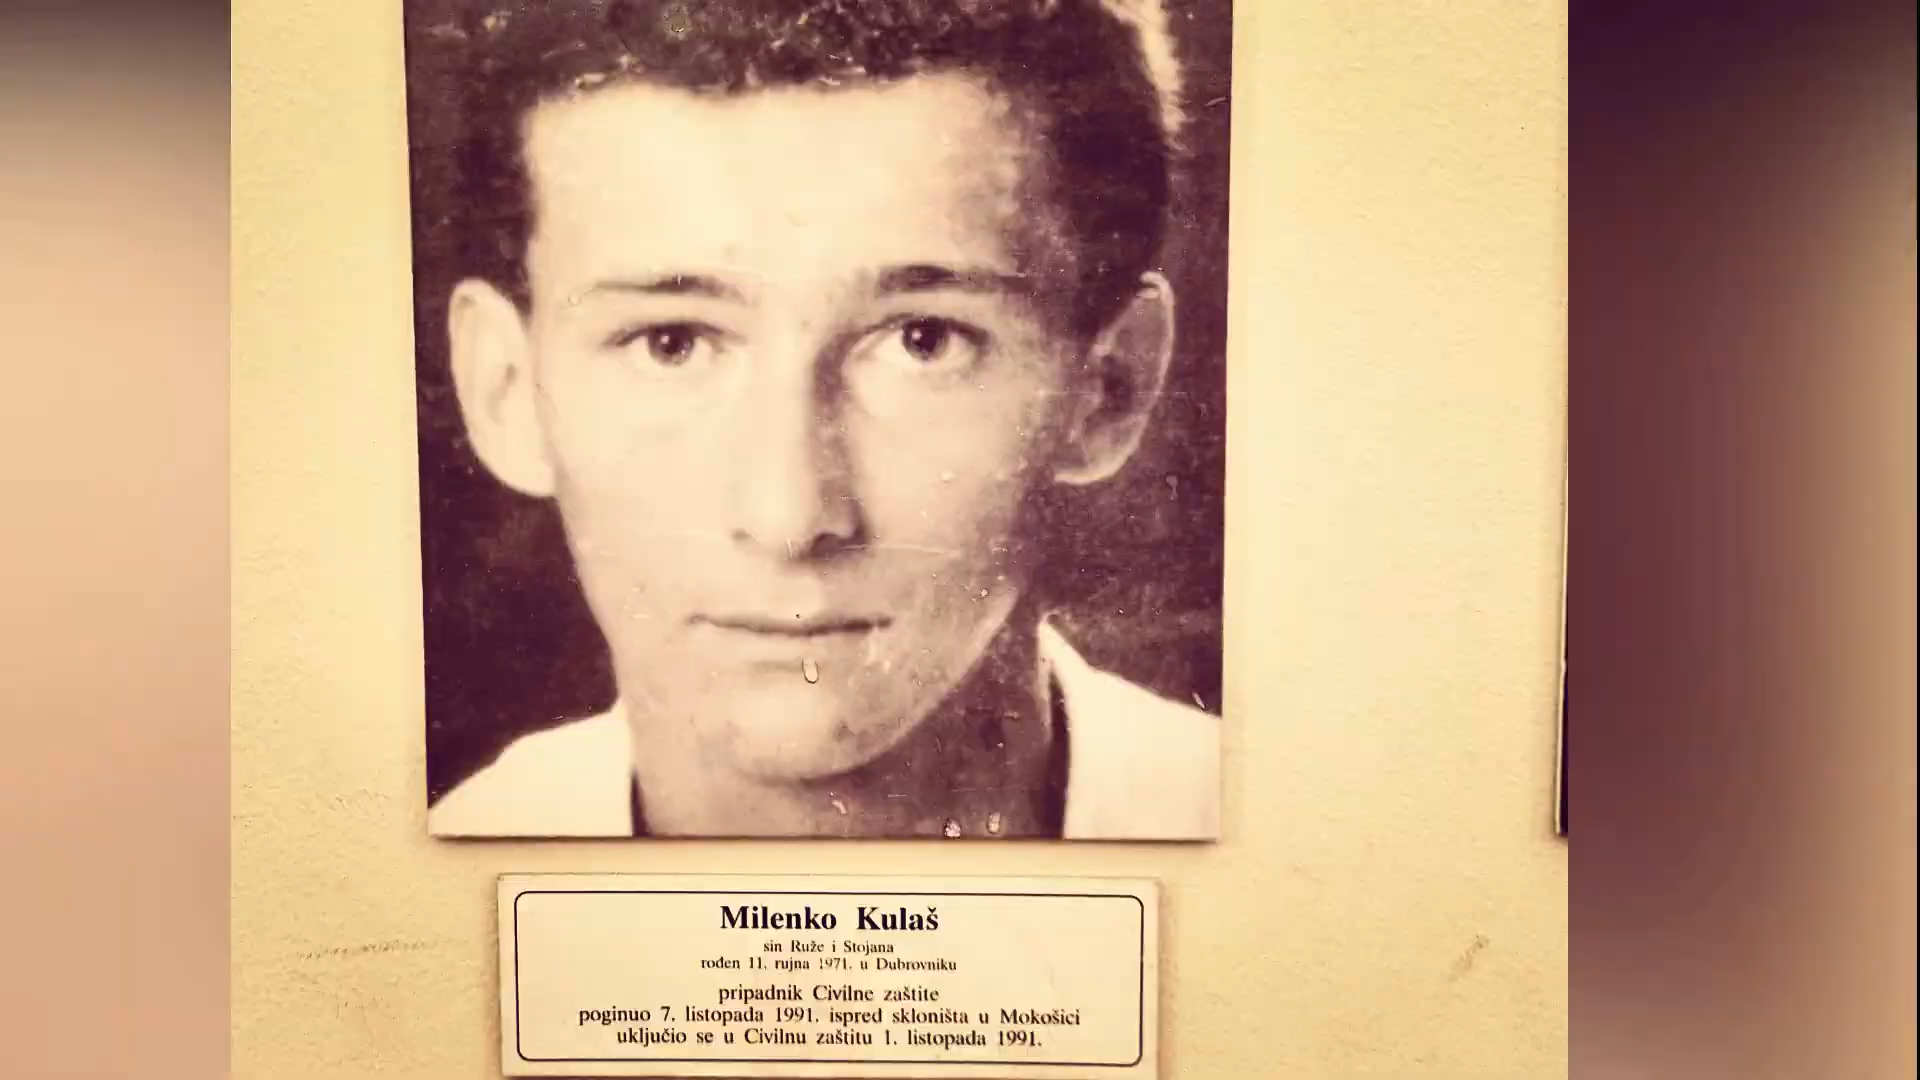 Milenko Kulaš
sin Ruže i Stojana
rođen 11. rujna 1971. u Dubrovniku
pripadnik Civilne zaštite
poginuo 7. listopada 1991. ispred skloništa u Mokošici
uključio se u Civilnu zaštitu 1. listopada 1991.